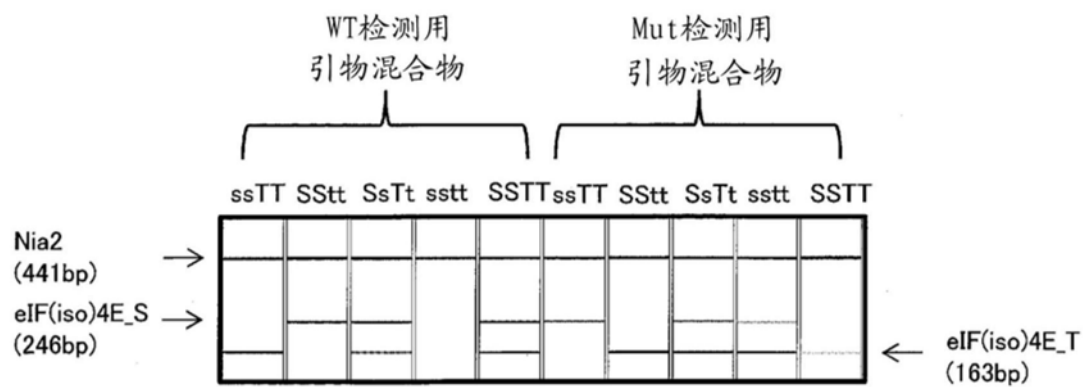 WT检测用
引物混合物
Mut检测用
引物混合物
ssTT SStt SsTt sstt SSTT ssTT SStt SsTt sstt SSTT
Nia2
(441bp)
eIF(iso)4E_S
(246bp)
eIF(iso)4E_T
(163bp)